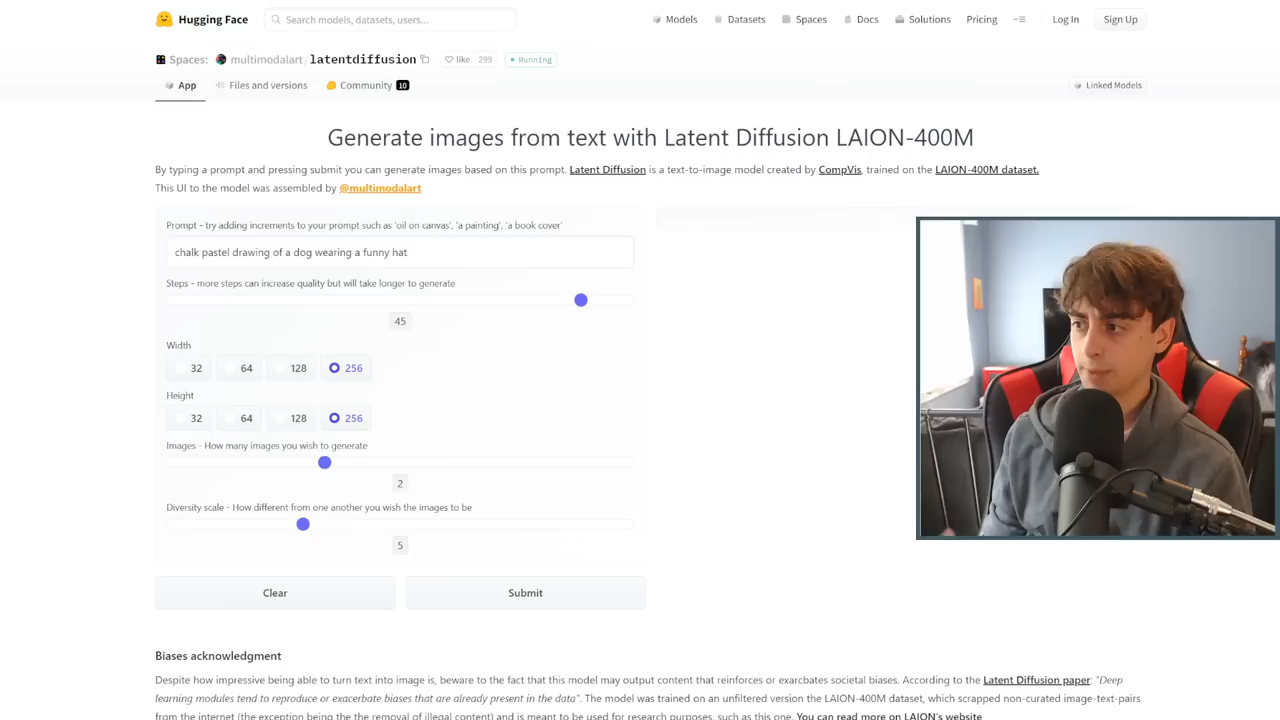 Hugging Face
Search models, datasets, users...
Models
Datasets
Spaces
Docs
Solutions
Pricing
Log In
Sign Up
Spaces:
multimodalart/latentdiffusion
like 299
Running
App
Files and versions
Community 10
Linked Models
Generate images from text with Latent Diffusion LAION-400M
By typing a prompt and pressing submit you can generate images based on this prompt. Latent Diffusion is a text-to-image model created by CompVis, trained on the LAION-400M dataset.
This UI to the model was assembled by @multimodalart
Prompt - try adding increments to your prompt such as 'oil on canvas', 'a painting', 'a book cover'
chalk pastel drawing of a dog wearing a funny hat
Steps - more steps can increase quality but will take longer to generate
45
Width
32 64 128 256
Height
32 64 128 256
Images - How many images you wish to generate
2
Diversity scale - How different from one another you wish the images to be
5
Clear
Submit
Biases acknowledgment
Despite how impressive being able to turn text into image is, beware to the fact that this model may output content that reinforces or exarcbates societal biases. According to the Latent Diffusion paper: "Deep
learning modules tend to reproduce or exacerbate biases that are already present in the data". The model was trained on an unfiltered version the LAION-400M dataset, which scrapped non-curated image-text-pairs
from the internet (the exception being the the removal of illegal content) and is meant to be used for research purposes, such as this one. You can read more on LAION's website